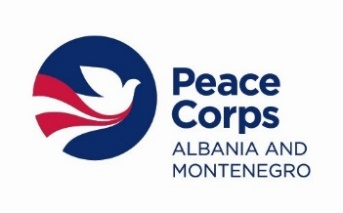 Peace
Corps
ALBANIA AND
MONTENEGRO